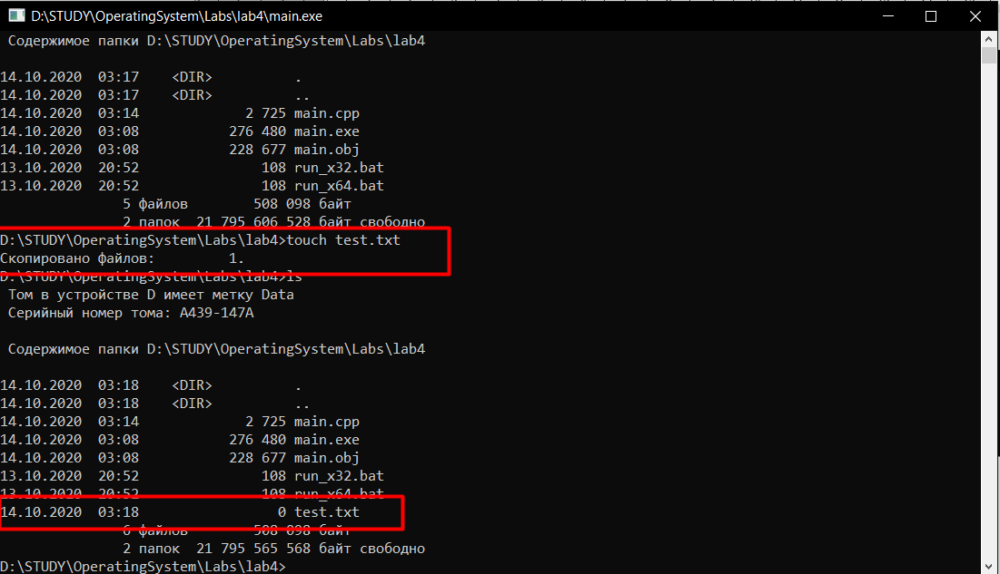 D:\STUDY\OperatingSystem\Labs\lab4\main.exe
Содержимое папки D:\STUDY\OperatingSystem\Labs\lab4
14.10.2020 03:17 <DIR> .
14.10.2020 03:17 <DIR> ..
14.10.2020 03:14 2 725 main.cpp
14.10.2020 03:08 276 480 main.exe
14.10.2020 03:08 228 677 main.obj
13.10.2020 20:52 108 run_x32.bat
13.10.2020 20:52 108 run_x64.bat
5 файлов 508 098 байт
2 папок 21 795 606 528 байт свободно
D:\STUDY\OperatingSystem\Labs\lab4>touch test.txt
Скопировано файлов: 1.
D:\STUDY\OperatingSystem\Labs\lab4>ls
Том в устройстве D имеет метку Data
Серийный номер тома: A439-147A
Содержимое папки D:\STUDY\OperatingSystem\Labs\lab4
14.10.2020 03:18 <DIR> .
14.10.2020 03:18 <DIR> ..
14.10.2020 03:14 2 725 main.cpp
14.10.2020 03:08 276 480 main.exe
14.10.2020 03:08 228 677 main.obj
13.10.2020 20:52 108 run_x32.bat
13.10.2020 20:52 108 run_x64.bat
14.10.2020 03:18 0 test.txt
6 файлов 508 098 байт
2 папок 21 795 565 568 байт свободно
D:\STUDY\OperatingSystem\Labs\lab4>